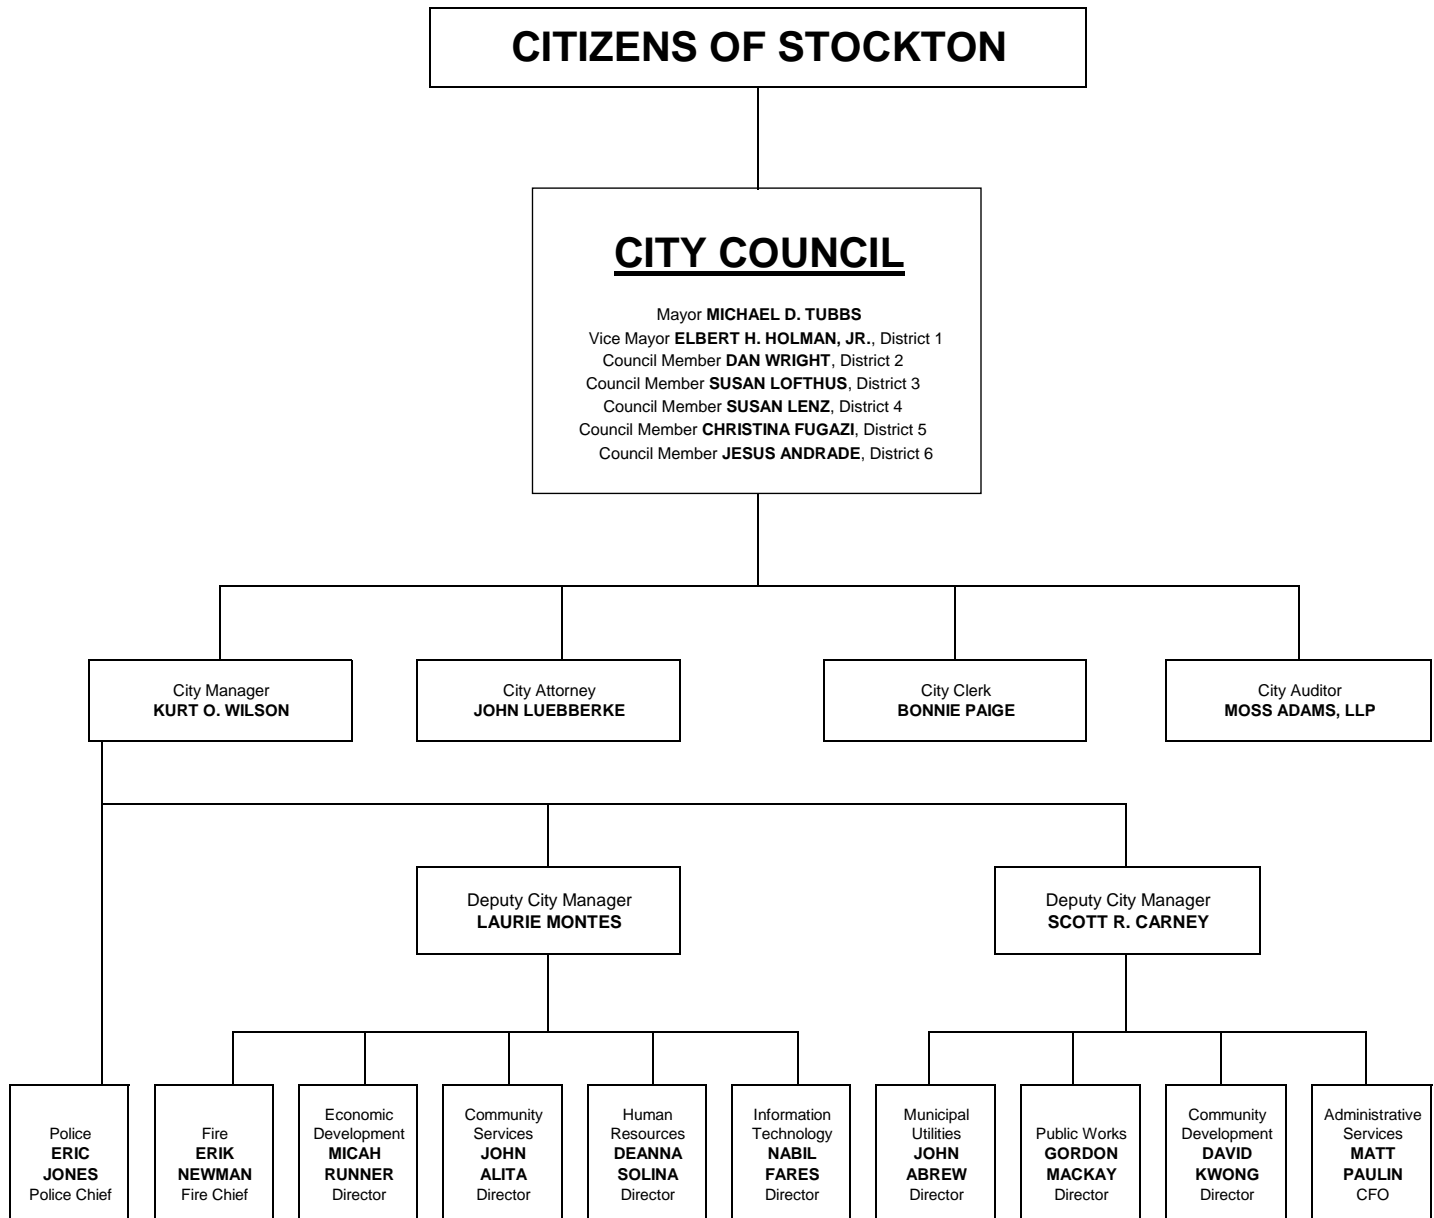 CITIZENS OF STOCKTON
CITY COUNCIL
Mayor MICHAEL D. TUBBS
Vice Mayor ELBERT H. HOLMAN, JR., District 1
Council Member DAN WRIGHT, District 2
Council Member SUSAN LOFTHUS, District 3
Council Member SUSAN LENZ, District 4
Council Member CHRISTINA FUGAZI, District 5
Council Member JESUS ANDRADE, District 6
City Manager
KURT O. WILSON
City Attorney
JOHN LUEBBERKE
City Clerk
BONNIE PAIGE
City Auditor
MOSS ADAMS, LLP
Deputy City Manager
LAURIE MONTES
Deputy City Manager
SCOTT R. CARNEY
Police
ERIC
JONES
Police Chief
Fire
ERIK
NEWMAN
Fire Chief
Economic
Development
MICAH
RUNNER
Director
Community
Services
JOHN
ALITA
Director
Human
Resources
DEANNA
SOLINA
Director
Information
Technology
NABIL
FARES
Director
Municipal
Utilities
JOHN
ABREW
Director
Public Works
GORDON
MACKAY
Director
Community
Development
DAVID
KWONG
Director
Administrative
Services
MATT
PAULIN
CFO